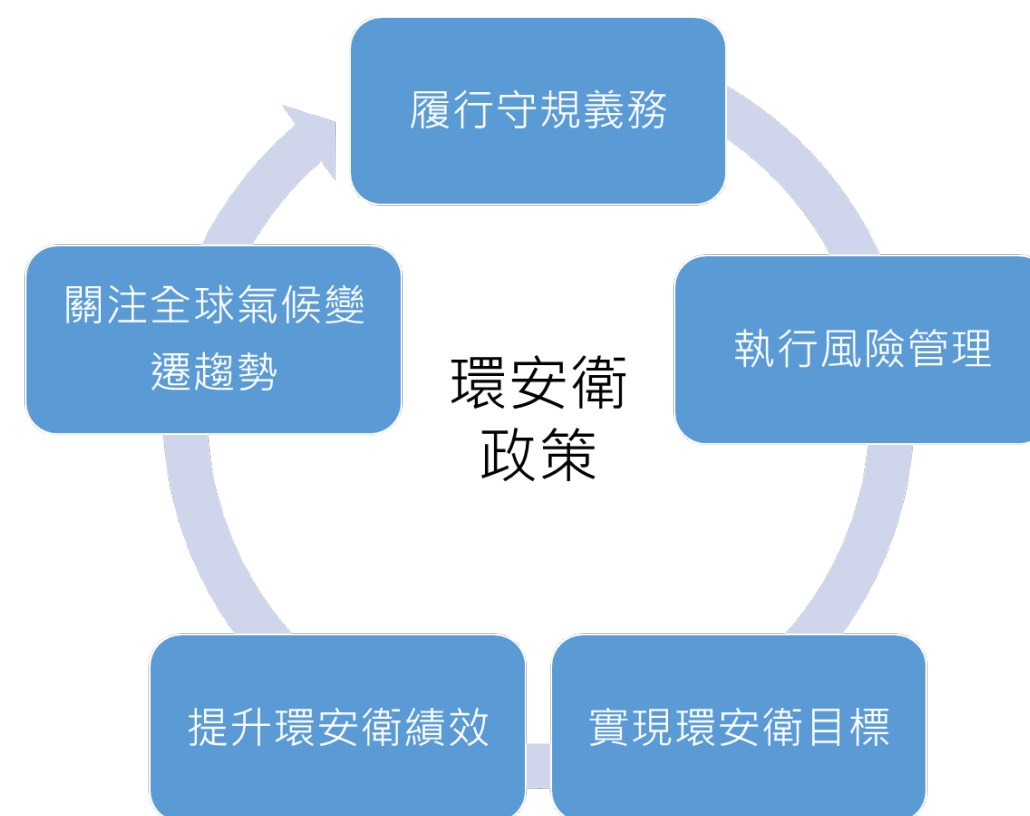 履行守規義務
執行風險管理
實現環安衛目標
提升環安衛績效
關注全球氣候變
遷趨勢
環安衛
政策